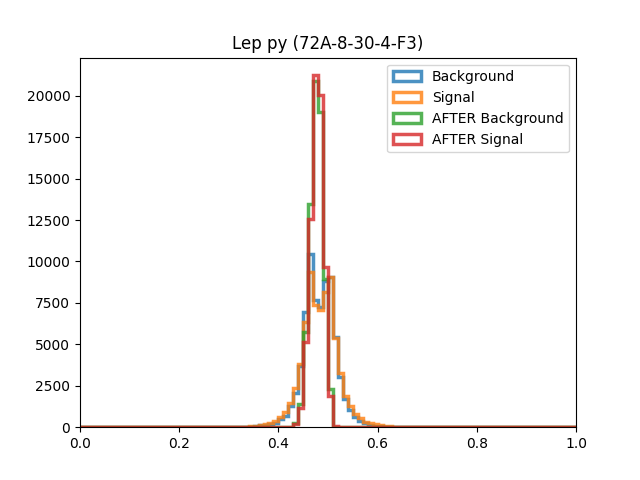 Lep py (72A-8-30-4-F3)
Background
Signal
AFTER Background
AFTER Signal
20000
17500
15000
12500
10000
7500
5000
2500
0
0.0 0.2 0.4 0.6 0.8 1.0